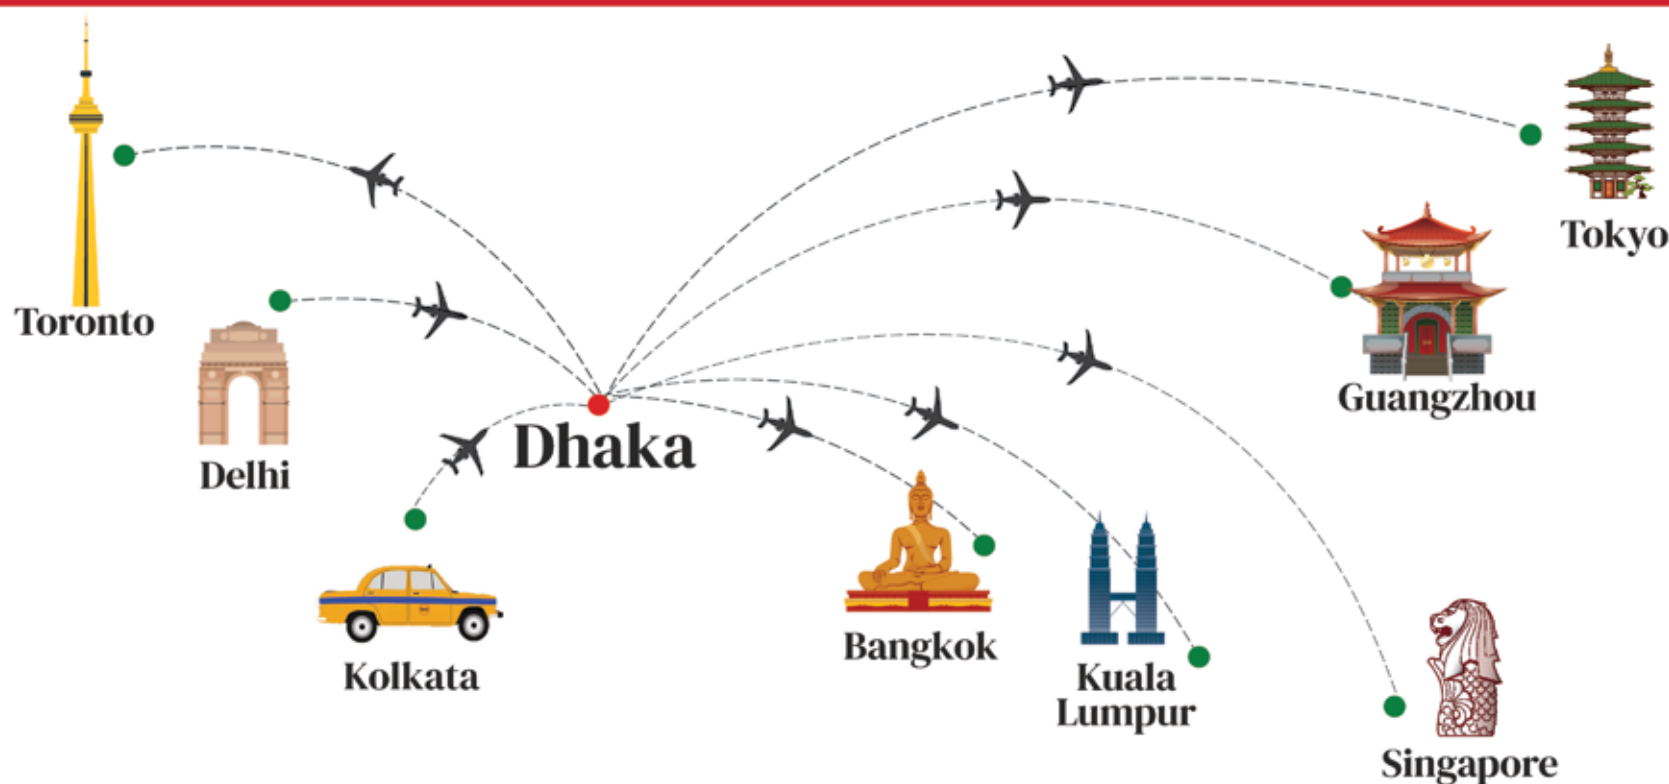 Toronto
Tokyo
Delhi
Dhaka
Guangzhou
Kolkata
Bangkok
Kuala
Lumpur
Singapore